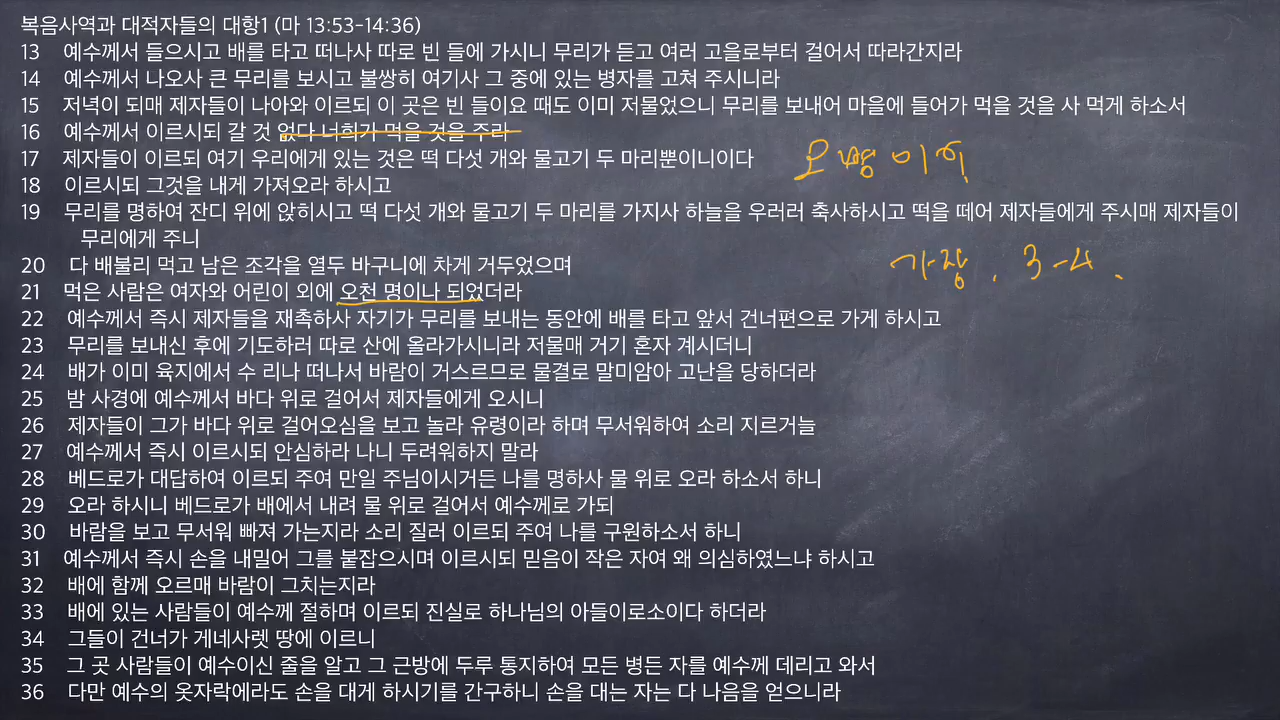 복음사역과 대적자들의 대항1 (마 13:53-14:36)
13 예수께서 들으시고 배를 타고 떠나사 따로 빈 들에 가시니 무리가 듣고 여러 고을로부터 걸어서 따라간지라
14 예수께서 나오사 큰 무리를 보시고 불쌍히 여기사 그 중에 있는 병자를 고쳐 주시니라
15 저녁이 되매 제자들이 나아와 이르되 이 곳은 빈 들이요 때도 이미 저물었으니 무리를 보내어 마을에 들어가 먹을 것을 사 먹게 하소서
16 예수께서 이르시되 갈 것 없다 너희가 먹을 것을 주라
17 제자들이 이르되 여기 우리에게 있는 것은 떡 다섯 개와 물고기 두 마리뿐이니이다
오병이어
18 이르시되 그것을 내게 가져오라 하시고
19 무리를 명하여 잔디 위에 앉히시고 떡 다섯 개와 물고기 두 마리를 가지사 하늘을 우러러 축사하시고 떡을 떼어 제자들에게 주시매 제자들이
무리에게 주니
20 다 배불리 먹고 남은 조각을 열두 바구니에 차게 거두었으며
3-4.
21 먹은 사람은 여자와 어린이 외에 오천 명이나 되었더라
22 예수께서 즉시 제자들을 재촉하사 자기가 무리를 보내는 동안에 배를 타고 앞서 건너편으로 가게 하시고
23 무리를 보내신 후에 기도하러 따로 산에 올라가시니라 저물매 거기 혼자 계시더니
24 배가 이미 육지에서 수 리나 떠나서 바람이 거스르므로 물결로 말미암아 고난을 당하더라
25 밤 사경에 예수께서 바다 위로 걸어서 제자들에게 오시니
26 제자들이 그가 바다 위로 걸어오심을 보고 놀라 유령이라 하며 무서워하여 소리 지르거늘
27 예수께서 즉시 이르시되 안심하라 나니 두려워하지 말라
28 베드로가 대답하여 이르되 주여 만일 주님이시거든 나를 명하사 물 위로 오라 하소서 하니
29 오라 하시니 베드로가 배에서 내려 물 위로 걸어서 예수께로 가되
30 바람을 보고 무서워 빠져 가는지라 소리 질러 이르되 주여 나를 구원하소서 하니
31 예수께서 즉시 손을 내밀어 그를 붙잡으시며 이르시되 믿음이 작은 자여 왜 의심하였느냐 하시고
32 배에 함께 오르매 바람이 그치는지라
33 배에 있는 사람들이 예수께 절하며 이르되 진실로 하나님의 아들이로소이다 하더라
34 그들이 건너가 게네사렛 땅에 이르니
35 그 곳 사람들이 예수이신 줄을 알고 그 근방에 두루 통지하여 모든 병든 자를 예수께 데리고 와서
36 다만 예수의 옷자락에라도 손을 대게 하시기를 간구하니 손을 대는 자는 다 나음을 얻으니라